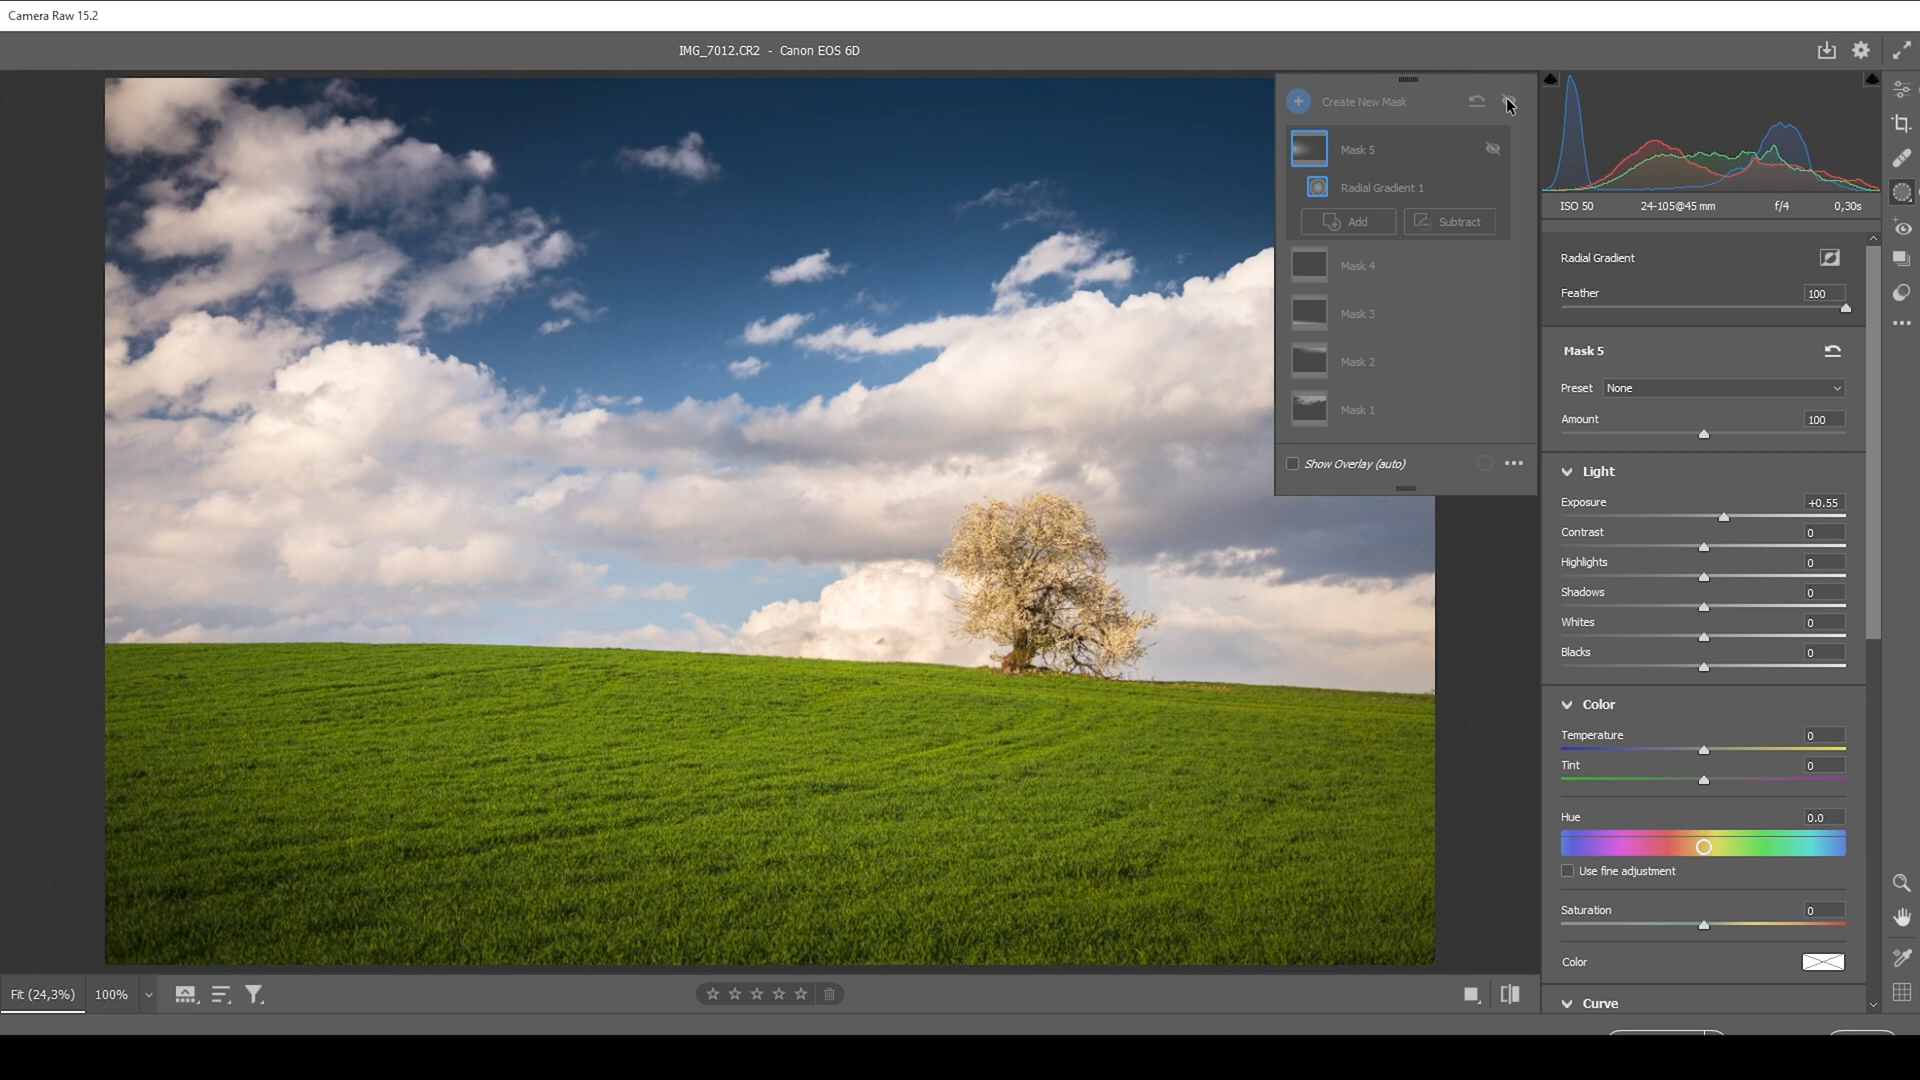 Camera Raw 15.2
IMG_7012.CR2 - Canon EOS 6D
Create New Mask
Mask 5
Radial Gradient 1
Add
Subtract
Mask 4
Mask 3
Mask 2
Mask 1
Show Overlay (auto)
ISO 50
24-105@45 mm
f/4
0,30s
Radial Gradient
Feather
100
Mask 5
Preset
None
Amount
100
Light
Exposure
+0.55
Contrast
0
Highlights
0
Shadows
0
Whites
0
Blacks
0
Color
Temperature
0
Tint
0
Hue
0.0
Use fine adjustment
Saturation
0
Color
Curve
Fit (24,3%)
100%